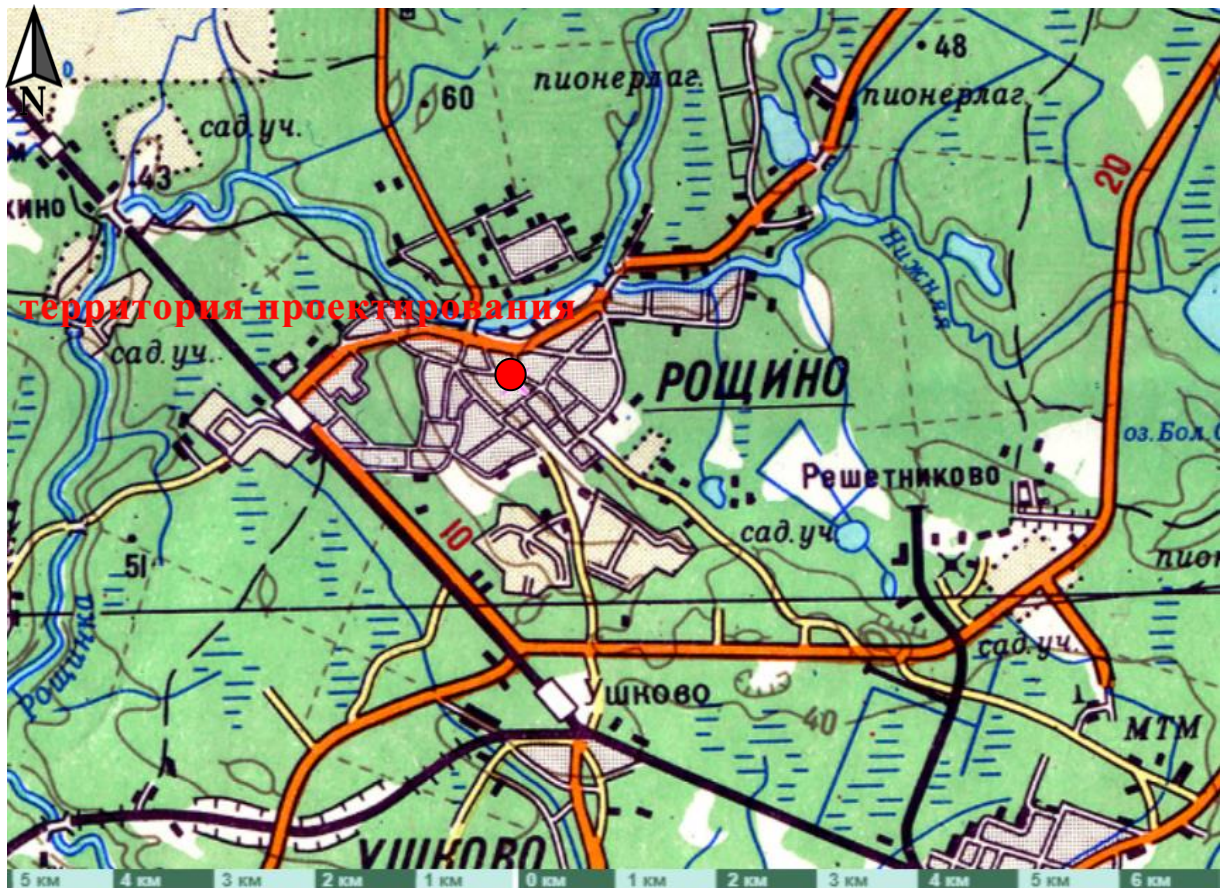 48
пионерлаг.
60
пионерлаг.
N
сад. уч.
20
43
Нижняя
территория проектирования
сад. уч.
РОЩИНО
оз. Бол.
Решетниково
10
сад. уч.
51
Рощинка
сад. уч.
Ушково
40
МТМ
УШКОВО
5 км 4 км 3 км 2 км 1 км 0 км 1 км 2 км 3 км 4 км 5 км 6 км